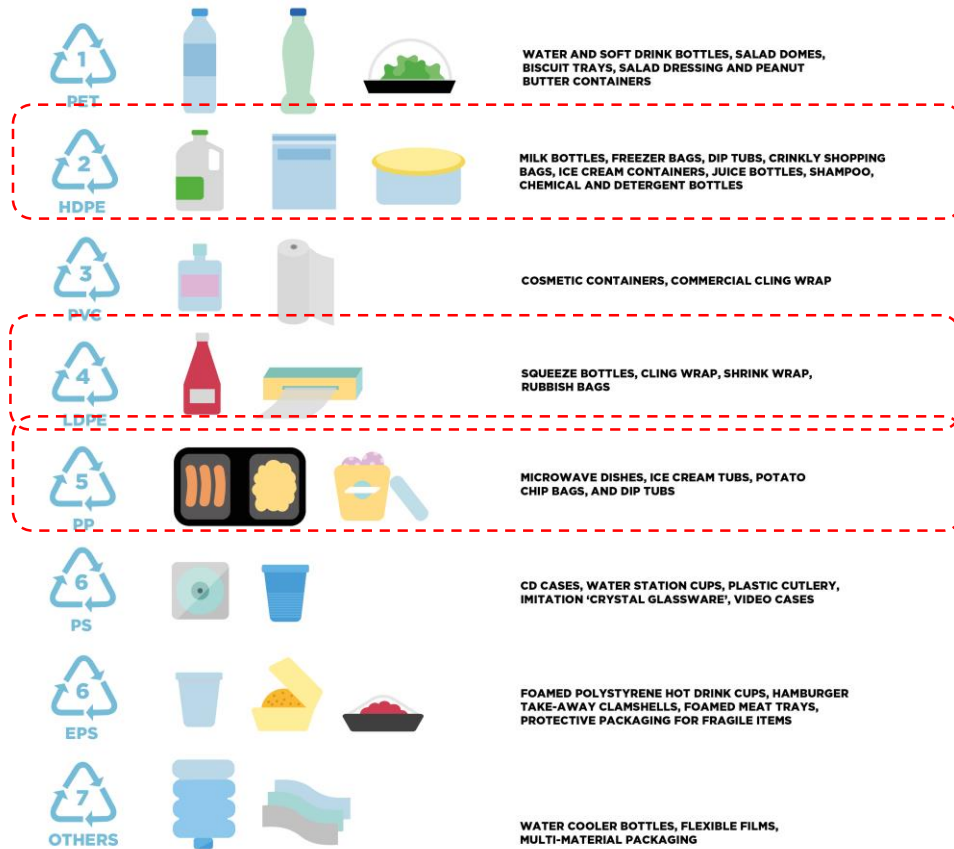 1
PET
WATER AND SOFT DRINK BOTTLES, SALAD DOMES,
BISCUIT TRAYS, SALAD DRESSING AND PEANUT
BUTTER CONTAINERS
2
HDPE
MILK BOTTLES, FREEZER BAGS, DIP TUBS, CRINKLY SHOPPING
BAGS, ICE CREAM CONTAINERS, JUICE BOTTLES, SHAMPOO,
CHEMICAL AND DETERGENT BOTTLES
3
PVC
COSMETIC CONTAINERS, COMMERCIAL CLING WRAP
4
LDPE
SQUEEZE BOTTLES, CLING WRAP, SHRINK WRAP,
RUBBISH BAGS
5
PP
MICROWAVE DISHES, ICE CREAM TUBS, POTATO
CHIP BAGS, AND DIP TUBS
6
PS
CD CASES, WATER STATION CUPS, PLASTIC CUTLERY,
IMITATION ‘CRYSTAL GLASSWARE’, VIDEO CASES
6
EPS
FOAMED POLYSTYRENE HOT DRINK CUPS, HAMBURGER
TAKE-AWAY CLAMSHELLS, FOAMED MEAT TRAYS,
PROTECTIVE PACKAGING FOR FRAGILE ITEMS
7
OTHERS
WATER COOLER BOTTLES, FLEXIBLE FILMS,
MULTI-MATERIAL PACKAGING